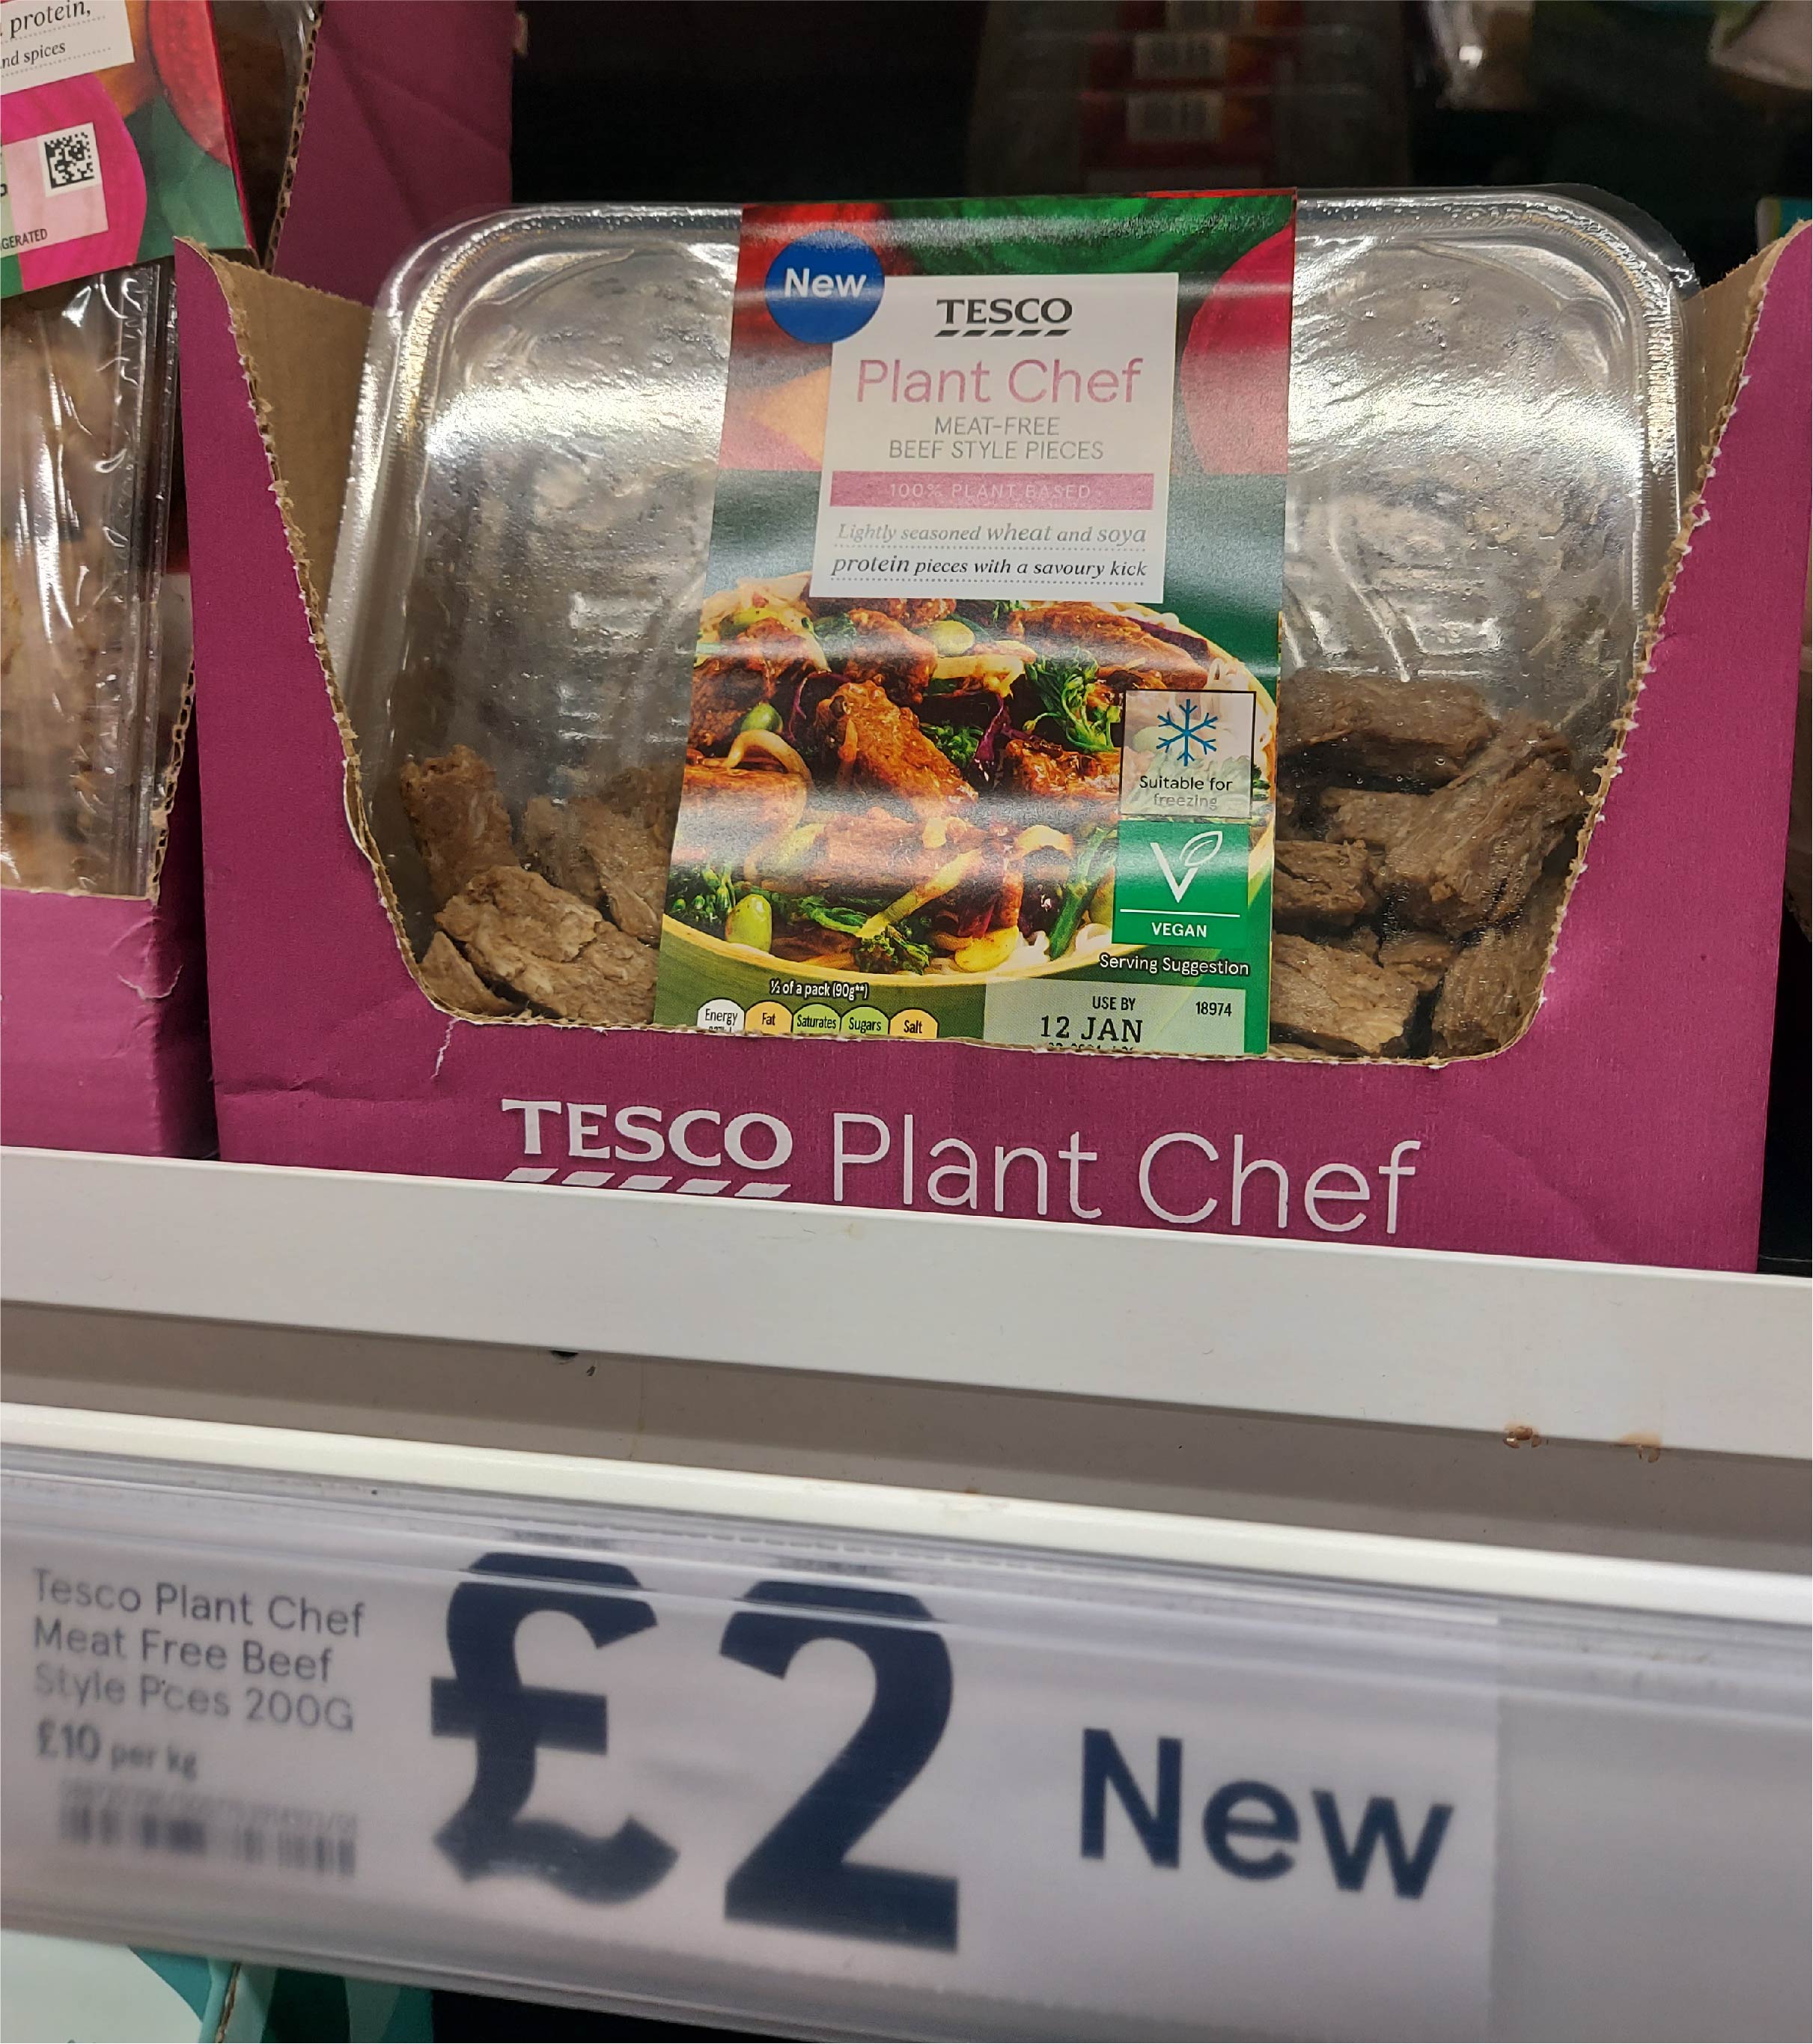 protein,
nd spices
GERATED
New
TESCO
Plant Chef
MEAT-FREE
BEEF STYLE PIECES
100% PLANT BASED
Lightly seasoned wheat and soya
protein pieces with a savoury kick
Suitable for
freezing
VEGAN
Serving Suggestion
½ of a pack (90g**)
Energy
Fat
Saturates
Sugars
Salt
USE BY
18974
12 JAN
TESCO Plant Chef
Tesco Plant Chef
Meat Free Beef
Style P'ces 200G
£10 per kg
£2
New